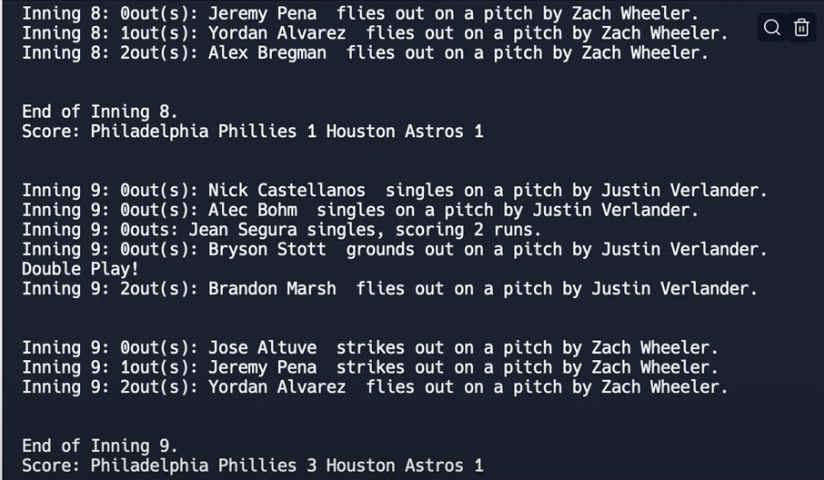 Inning 8: 0out(s): Jeremy Pena  flies out on a pitch by Zach Wheeler.
Inning 8: 1out(s): Yordan Alvarez  flies out on a pitch by Zach Wheeler.
Inning 8: 2out(s): Alex Bregman  flies out on a pitch by Zach Wheeler.
End of Inning 8.
Score: Philadelphia Phillies 1 Houston Astros 1
Inning 9: 0out(s): Nick Castellanos  singles on a pitch by Justin Verlander.
Inning 9: 0out(s): Alec Bohm  singles on a pitch by Justin Verlander.
Inning 9: 0outs: Jean Segura singles, scoring 2 runs.
Inning 9: 0out(s): Bryson Stott  grounds out on a pitch by Justin Verlander.
Double Play!
Inning 9: 2out(s): Brandon Marsh  flies out on a pitch by Justin Verlander.
Inning 9: 0out(s): Jose Altuve  strikes out on a pitch by Zach Wheeler.
Inning 9: 1out(s): Jeremy Pena  strikes out on a pitch by Zach Wheeler.
Inning 9: 2out(s): Yordan Alvarez  flies out on a pitch by Zach Wheeler.
End of Inning 9.
Score: Philadelphia Phillies 3 Houston Astros 1